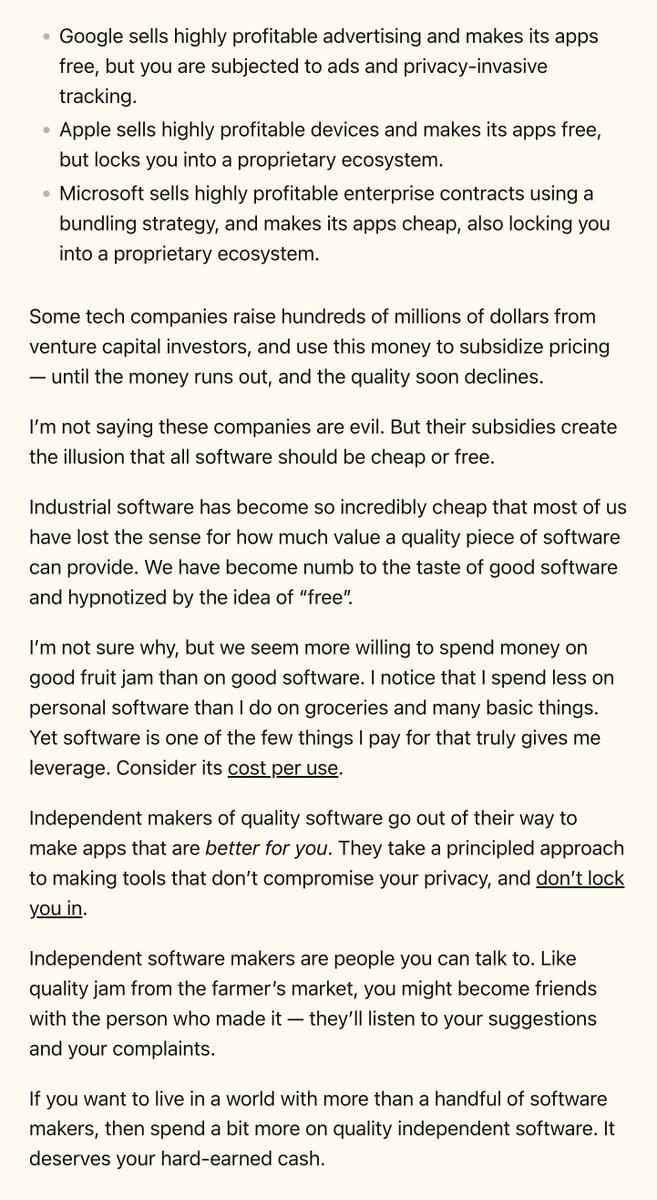 • Google sells highly profitable advertising and makes its apps
free, but you are subjected to ads and privacy-invasive
tracking.
• Apple sells highly profitable devices and makes its apps free,
but locks you into a proprietary ecosystem.
• Microsoft sells highly profitable enterprise contracts using a
bundling strategy, and makes its apps cheap, also locking you
into a proprietary ecosystem.
Some tech companies raise hundreds of millions of dollars from
venture capital investors, and use this money to subsidize pricing
— until the money runs out, and the quality soon declines.
I’m not saying these companies are evil. But their subsidies create
the illusion that all software should be cheap or free.
Industrial software has become so incredibly cheap that most of us
have lost the sense for how much value a quality piece of software
can provide. We have become numb to the taste of good software
and hypnotized by the idea of “free”.
I’m not sure why, but we seem more willing to spend money on
good fruit jam than on good software. I notice that I spend less on
personal software than I do on groceries and many basic things.
Yet software is one of the few things I pay for that truly gives me
leverage. Consider its cost per use.
Independent makers of quality software go out of their way to
make apps that are better for you. They take a principled approach
to making tools that don’t compromise your privacy, and don’t lock
you in.
Independent software makers are people you can talk to. Like
quality jam from the farmer’s market, you might become friends
with the person who made it — they’ll listen to your suggestions
and your complaints.
If you want to live in a world with more than a handful of software
makers, then spend a bit more on quality independent software. It
deserves your hard-earned cash.